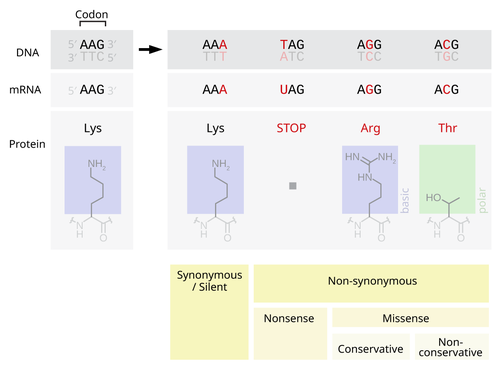 Codon
DNA
5' AAG 3'
3' TTC 5'
AAA TAG AGG ACG
TTT ATC TCC TGC
mRNA
5' AAG 3'
AAA UAG AGG ACG
Protein
Lys
Lys STOP Arg Thr
NH2
NH2
HN NH2
HN
HO
basic
polar
N
H
O
N
H
O
N
H
O
N
H
O
Synonymous
/ Silent
Non-synonymous
Nonsense
Missense
Conservative
Non-
conservative